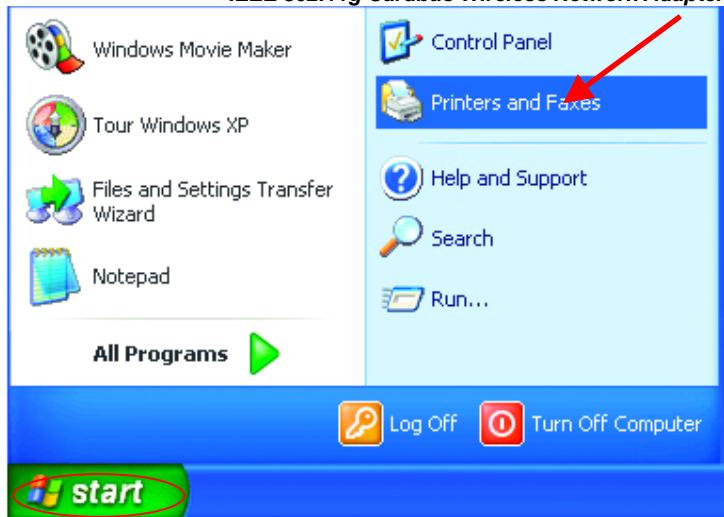 Windows Movie Maker
Tour Windows XP
Files and Settings Transfer
Wizard
Notepad
All Programs
Control Panel
Printers and Faxes
Help and Support
Search
Run...
Log Off
Turn Off Computer
start